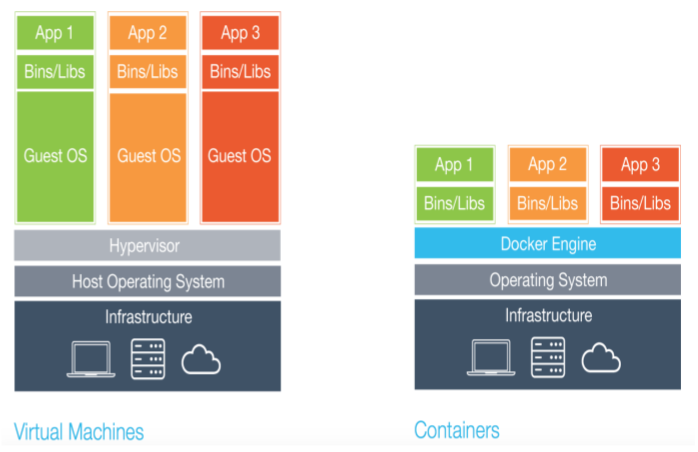 App 1
App 2
App 3
Bins/Libs
Bins/Libs
Bins/Libs
Guest OS
Guest OS
Guest OS
Hypervisor
Host Operating System
Infrastructure
Virtual Machines
App 1
App 2
App 3
Bins/Libs
Bins/Libs
Bins/Libs
Docker Engine
Operating System
Infrastructure
Containers